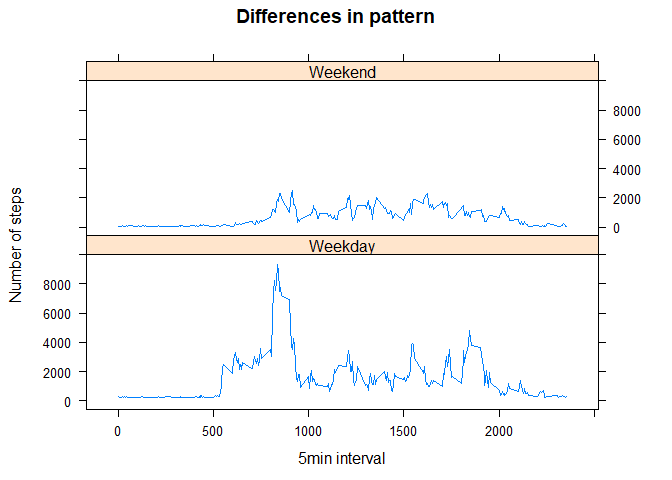 Differences in pattern
Weekend
8000
6000
4000
2000
0
Number of steps
Weekday
8000
6000
4000
2000
0
0 500 1000 1500 2000
5min interval